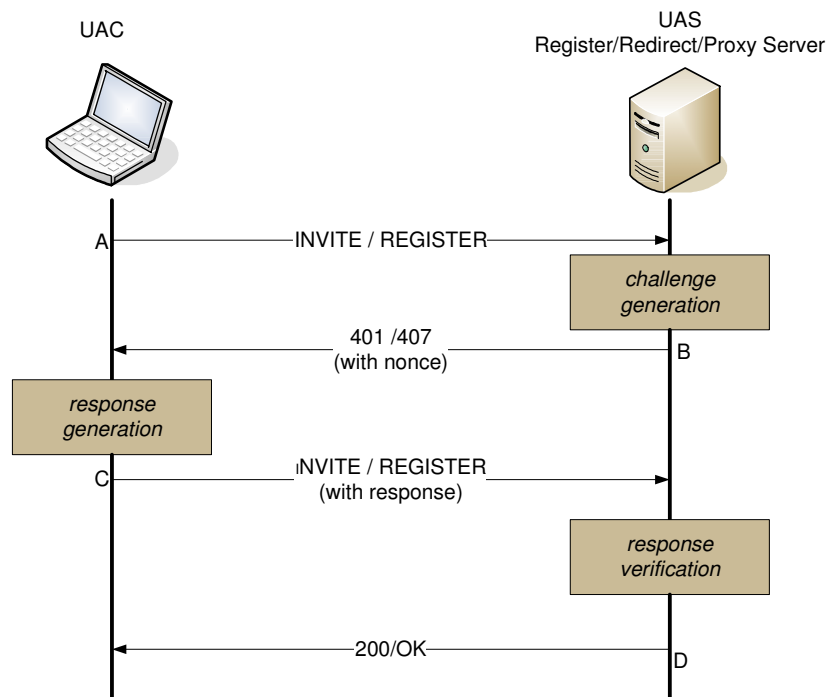 UAC
UAS
Register/Redirect/Proxy Server
A
INVITE / REGISTER
challenge
generation
401 /407
(with nonce)
B
response
generation
C
INVITE / REGISTER
(with response)
response
verification
200/OK
D